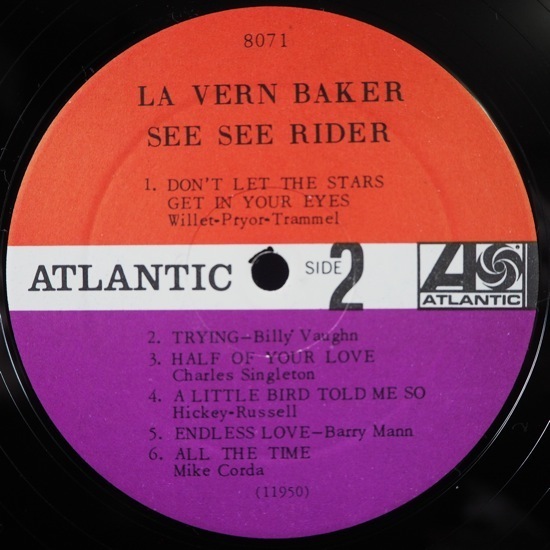 8071
LA VERN BAKER
SEE SEE RIDER
1. DON'T LET THE STARS
GET IN YOUR EYES
Willet-Pryor-Trammel
ATLANTIC SIDE 2 ATLANTIC
2. TRYING—Billy Vaughn
3. HALF OF YOUR LOVE
Charles Singleton
4. A LITTLE BIRD TOLD ME SO
Hickey-Russell
5. ENDLESS LOVE—Barry Mann
6. ALL THE TIME
Mike Corda
(11950)